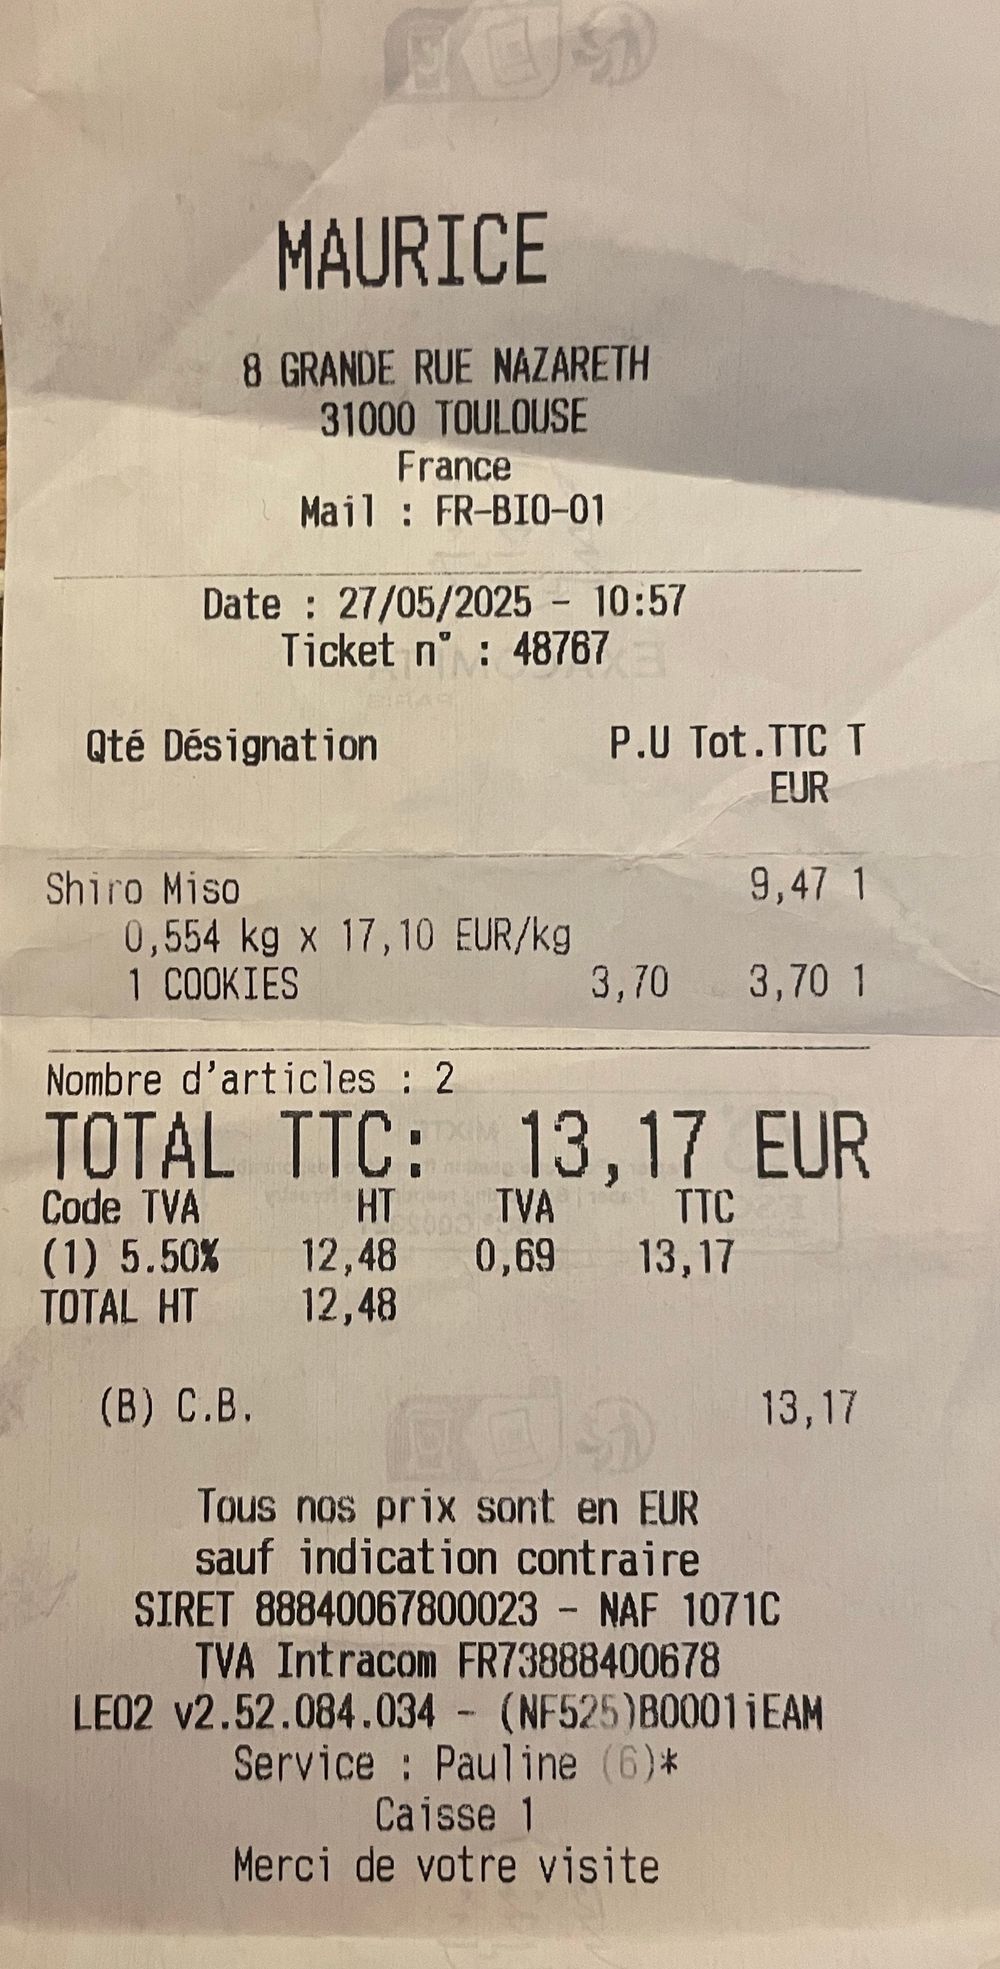 MAURICE
8 GRANDE RUE NAZARETH
31000 TOULOUSE
France
Mail : FR-BIO-01
Date : 27/05/2025 - 10:57
Ticket n° : 48767
Qté Désignation P.U Tot.TTC T
EUR
Shiro Miso 9,47 1
0,554 kg x 17,10 EUR/kg
1 COOKIES 3,70 3,70 1
Nombre d'articles : 2
TOTAL TTC: 13,17 EUR
Code TVA HT TVA TTC
(1) 5.50% 12,48 0,69 13,17
TOTAL HT 12,48
(B) C.B. 13,17
Tous nos prix sont en EUR
sauf indication contraire
SIRET 88840067800023 - NAF 1071C
TVA Intracom FR73888400678
LEO2 v2.52.084.034 - (NF525)B0001iEAM
Service : Pauline (6)*
Caisse 1
Merci de votre visite